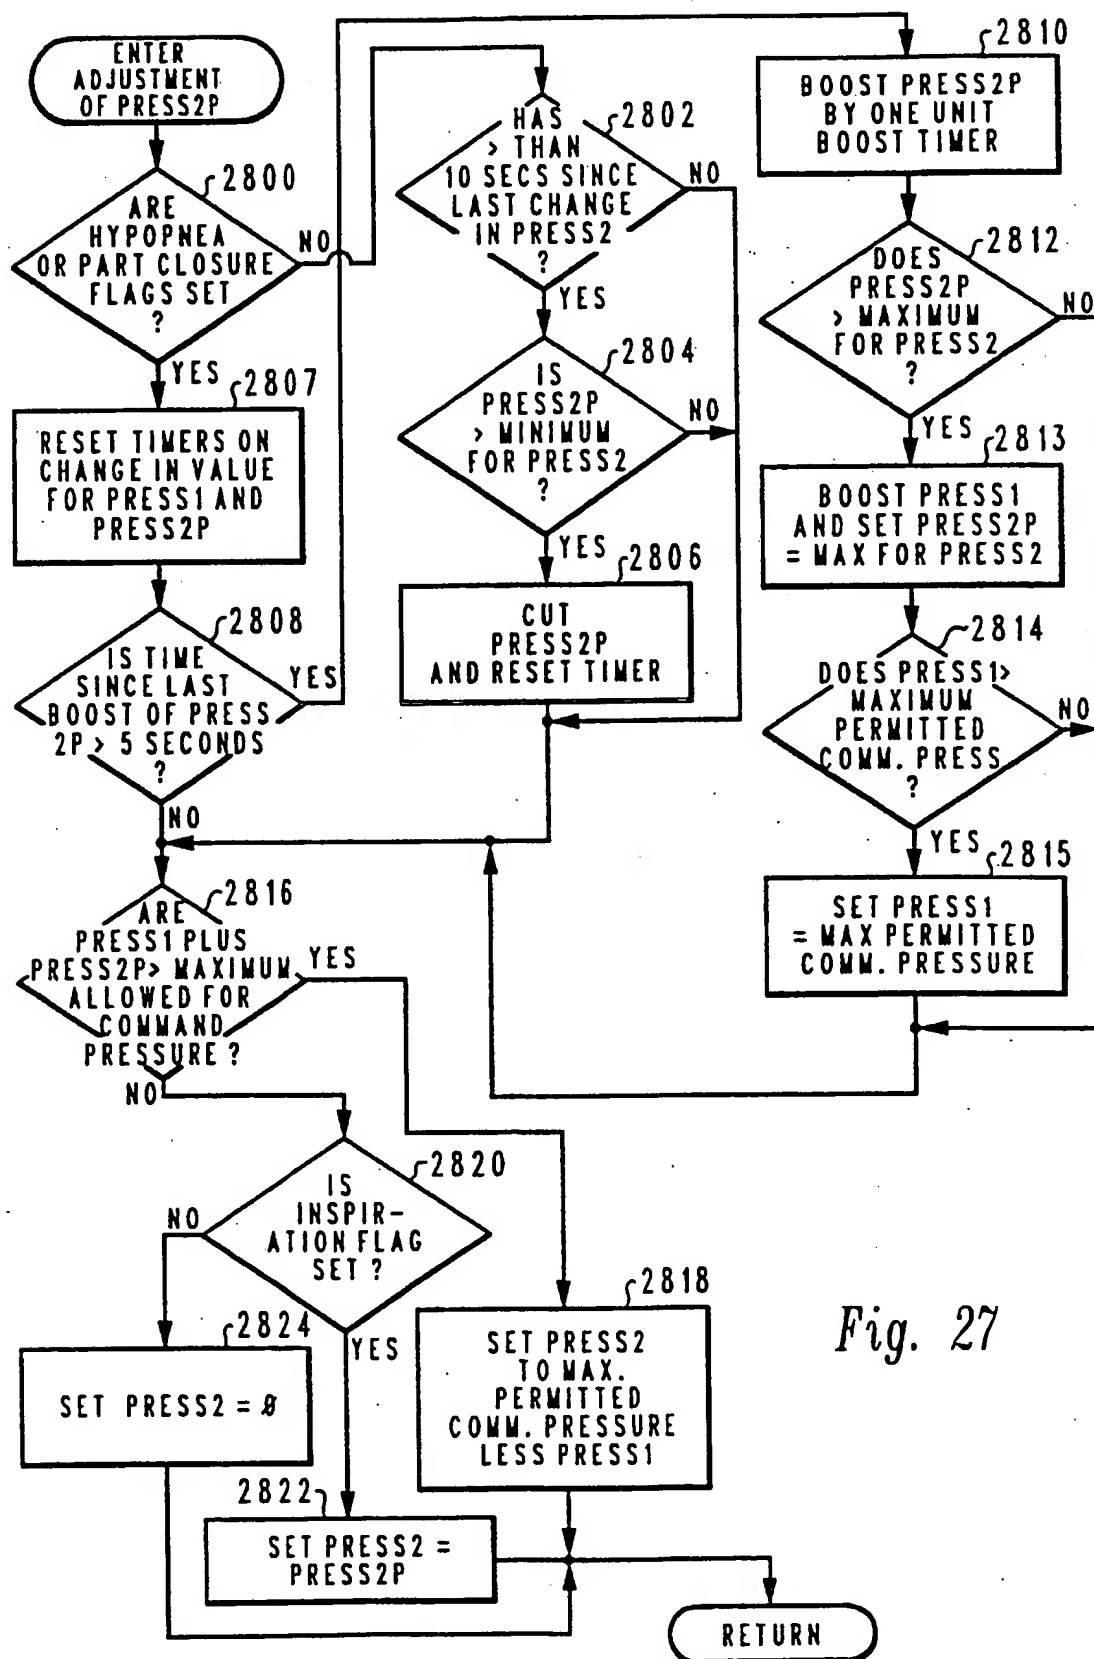 ENTER
ADJUSTMENT
OF PRESS2P
2800
ARE
HYPOPNEA
OR PART CLOSURE
FLAGS SET
?
NO
YES
2807
RESET TIMERS ON
CHANGE IN VALUE
FOR PRESS1 AND
PRESS2P
2808
IS TIME
SINCE LAST
BOOST OF PRESS
2P > 5 SECONDS
?
YES
NO
2802
HAS
> THAN
10 SECS SINCE
LAST CHANGE
IN PRESS2
?
NO
YES
2804
IS
PRESS2P
> MINIMUM
FOR PRESS2
?
NO
YES
2806
CUT
PRESS2P
AND RESET TIMER
2810
BOOST PRESS2P
BY ONE UNIT
BOOST TIMER
2812
DOES
PRESS2P
> MAXIMUM
FOR PRESS2
?
NO
YES
2813
BOOST PRESS1
AND SET PRESS2P
= MAX FOR PRESS2
2814
DOES PRESS1>
MAXIMUM
PERMITTED
COMM. PRESS
?
NO
YES
2815
SET PRESS1
= MAX PERMITTED
COMM. PRESSURE
2816
ARE
PRESS1 PLUS
PRESS2P> MAXIMUM
ALLOWED FOR
COMMAND
PRESSURE ?
YES
NO
2820
IS
INSPIR-
ATION FLAG
SET ?
NO
YES
2824
SET PRESS2 = 0
2822
SET PRESS2 =
PRESS2P
2818
SET PRESS2
TO MAX.
PERMITTED
COMM. PRESSURE
LESS PRESS1
RETURN
Fig. 27